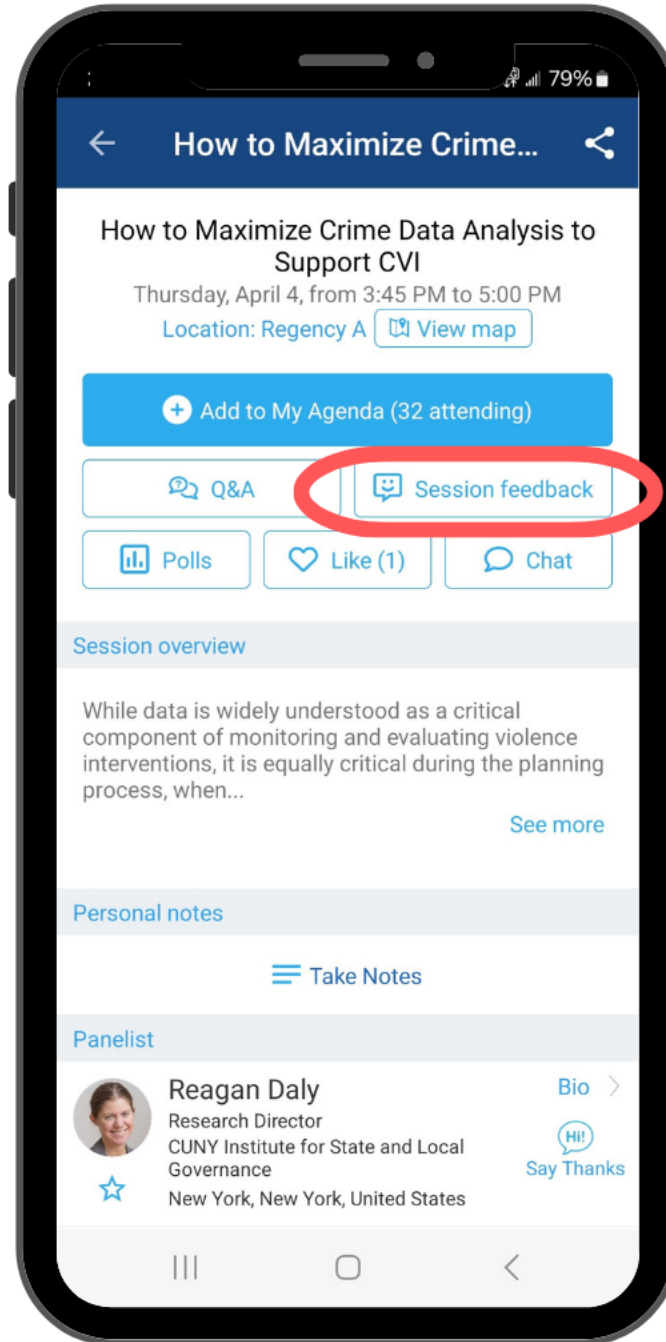 79%
How to Maximize Crime...
How to Maximize Crime Data Analysis to
Support CVI
Thursday, April 4, from 3:45 PM to 5:00 PM
Location: Regency A View map
Add to My Agenda (32 attending)
Q&A Session feedback
Polls Like (1) Chat
Session overview
While data is widely understood as a critical
component of monitoring and evaluating violence
interventions, it is equally critical during the planning
process, when...
See more
Personal notes
Take Notes
Panelist
Reagan Daly Bio
Research Director
CUNY Institute for State and Local Hi!
Governance Say Thanks
New York, New York, United States